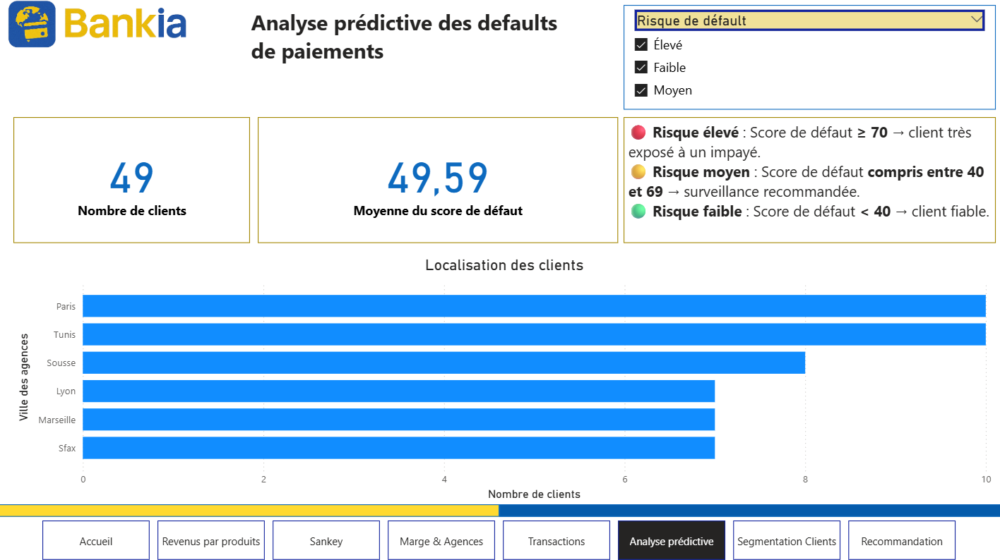 Bankia
Analyse prédictive des defaults
de paiements
Risque de défault
Élevé
Faible
Moyen
49
Nombre de clients
49,59
Moyenne du score de défaut
Risque élevé : Score de défaut ≥ 70 → client très
exposé à un impayé.
Risque moyen : Score de défaut compris entre 40
et 69 → surveillance recommandée.
Risque faible : Score de défaut < 40 → client fiable.
Localisation des clients
Ville des agences
Paris
Tunis
Sousse
Lyon
Marseille
Sfax
0 2 4 6 8 10
Nombre de clients
Accueil
Revenus par produits
Sankey
Marge & Agences
Transactions
Analyse prédictive
Segmentation Clients
Recommandation